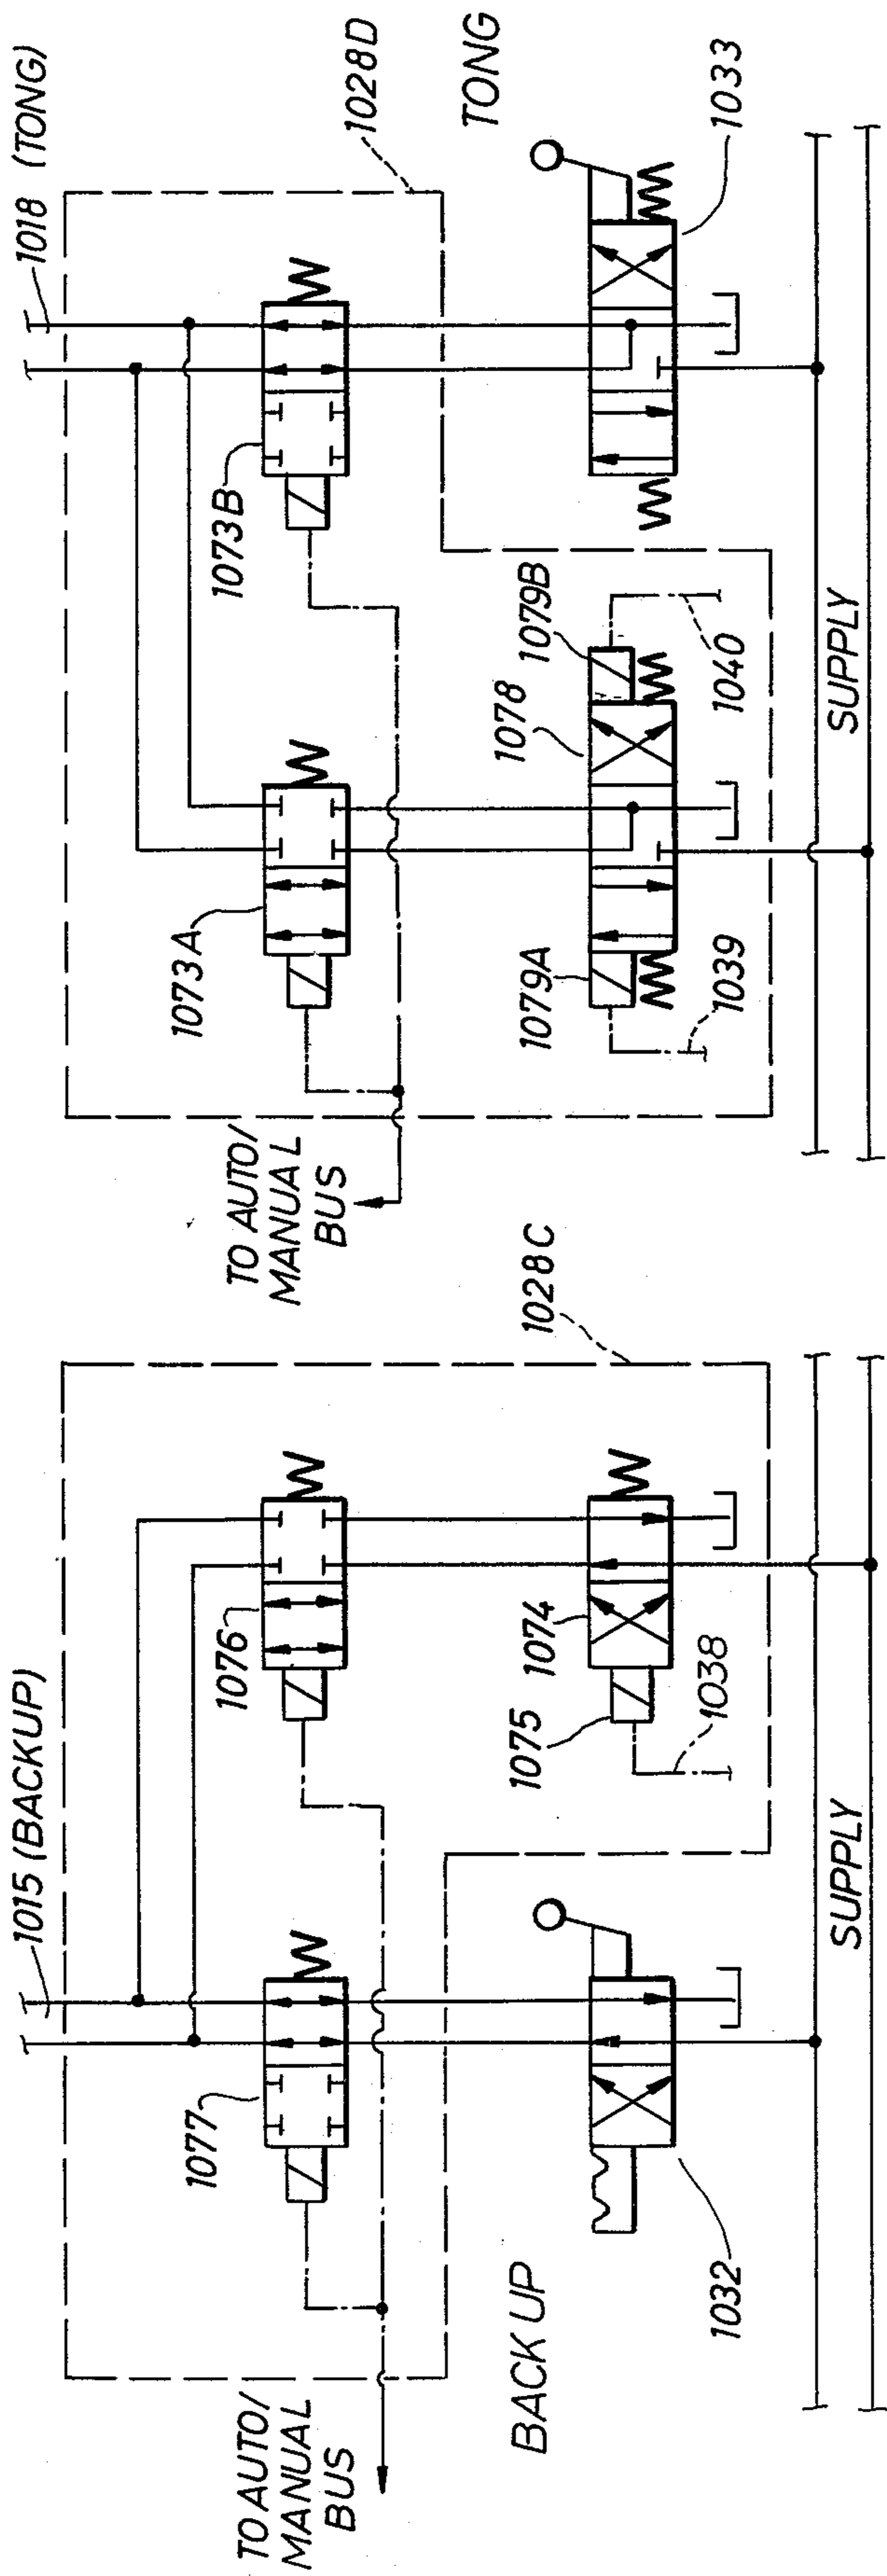 1015 (BACKUP)
1077
1076
1028C
TO AUTO/
MANUAL
BUS
BACK UP
1032
1075
1074
1038
SUPPLY
1018 (TONG)
1028D
1073A
1073B
TO AUTO/
MANUAL
BUS
TONG
1079A
1078
1079B
1033
1039
1040
SUPPLY